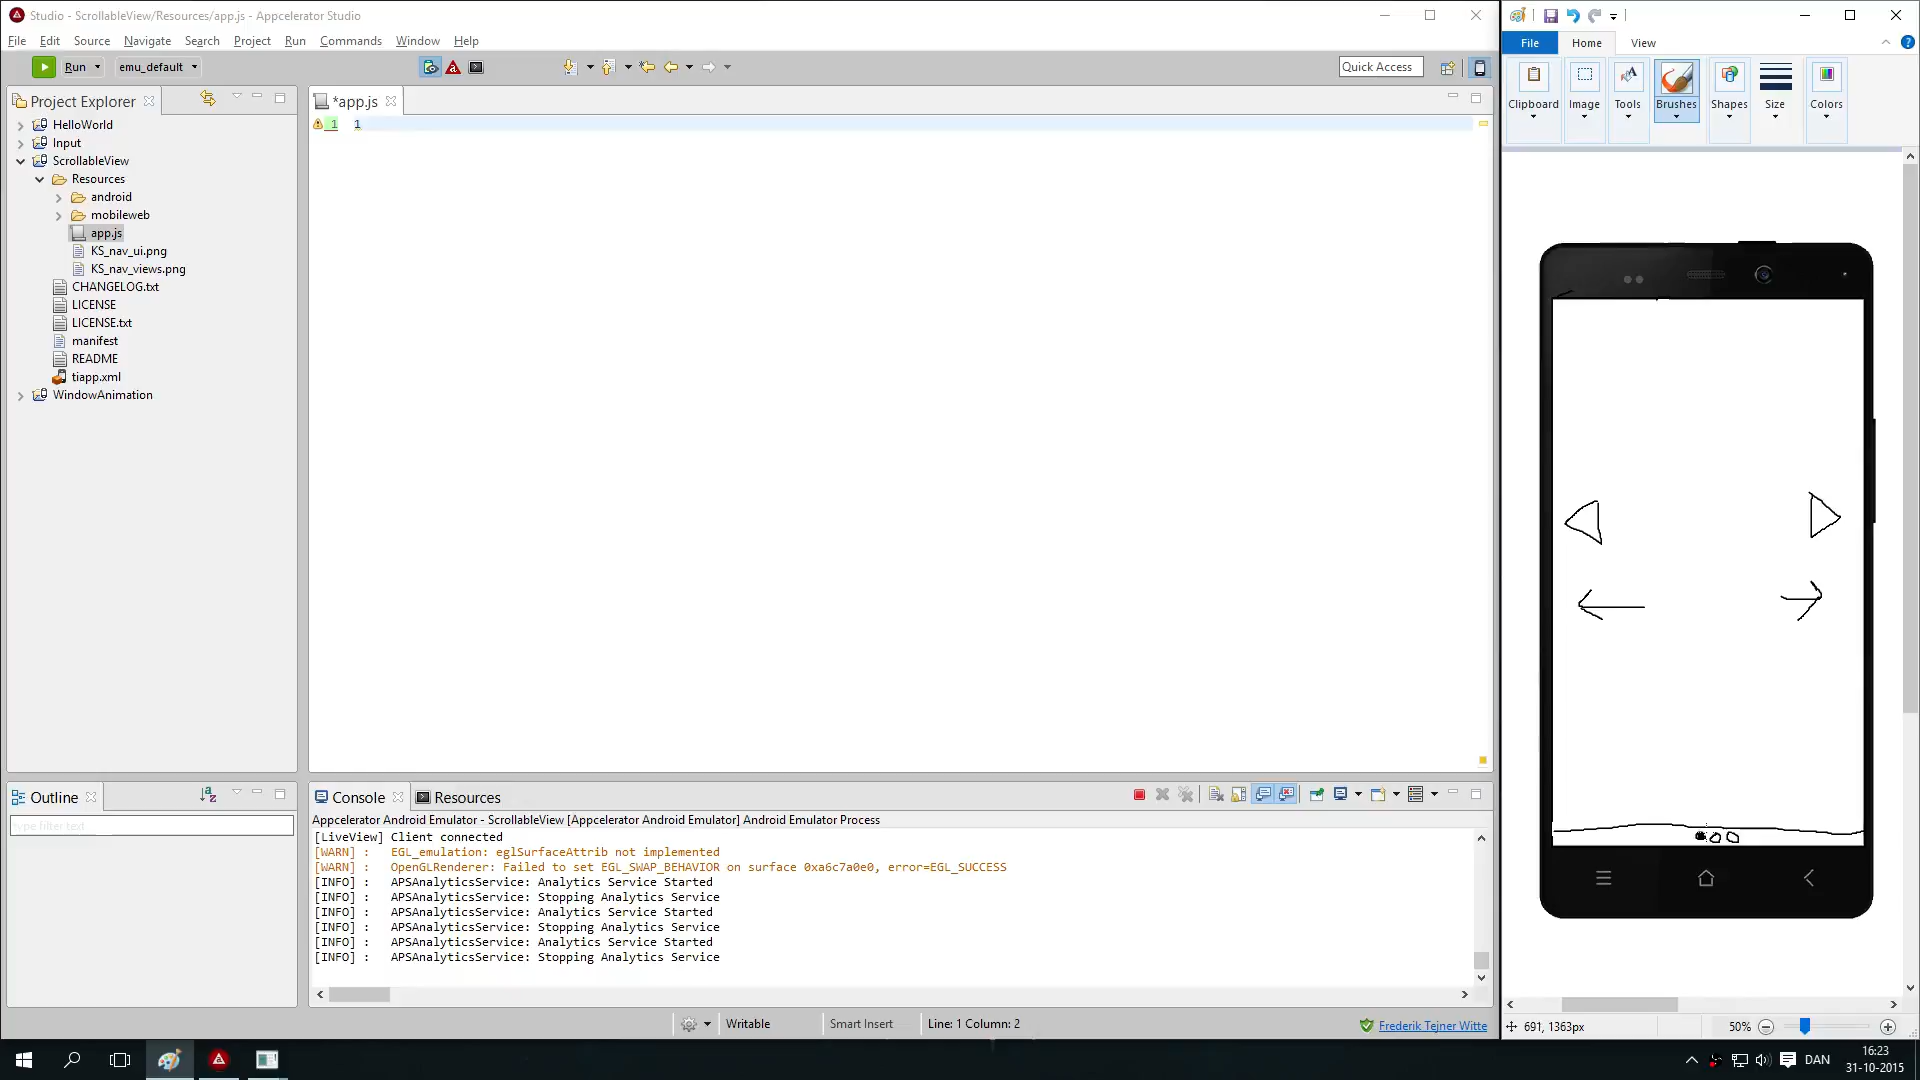 Studio - ScrollableView/Resources/app.js - Appcelerator Studio
File Edit Source Navigate Search Project Run Commands Window Help
Run emu_default
Quick Access
Project Explorer
HelloWorld
Input
ScrollableView
Resources
android
mobileweb
app.js
KS_nav_ui.png
KS_nav_views.png
CHANGELOG.txt
LICENSE
LICENSE.txt
manifest
README
tiapp.xml
WindowAnimation
*app.js
1 1
Outline
type filter text
Console Resources
Appcelerator Android Emulator - ScrollableView [Appcelerator Android Emulator] Android Emulator Process
[LiveView] Client connected
[WARN] : EGL_emulation: eglSurfaceAttrib not implemented
[WARN] : OpenGLRenderer: Failed to set EGL_SWAP_BEHAVIOR on surface 0xa6c7a0e0, error=EGL_SUCCESS
[INFO] : APSAnalyticsService: Analytics Service Started
[INFO] : APSAnalyticsService: Stopping Analytics Service
[INFO] : APSAnalyticsService: Analytics Service Started
[INFO] : APSAnalyticsService: Stopping Analytics Service
[INFO] : APSAnalyticsService: Analytics Service Started
[INFO] : APSAnalyticsService: Stopping Analytics Service
Writable Smart Insert Line: 1 Column: 2 Frederik Tejner Witte
File Home View
Clipboard Image Tools Brushes Shapes Size Colors
691, 1363px 50%
DAN
16:23
31-10-2015